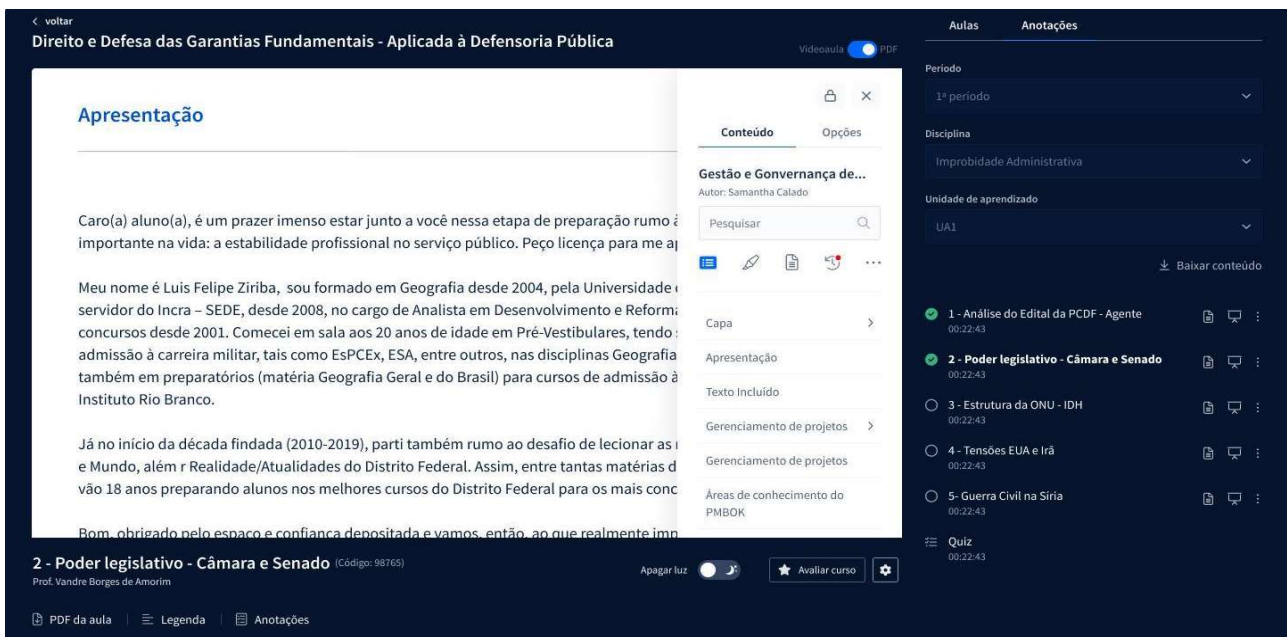 voltar
Direito e Defesa das Garantias Fundamentais - Aplicada à Defensoria Pública
Videoaula PDF
Apresentação
Caro(a) aluno(a), é um prazer imenso estar junto a você nessa etapa de preparação rumo à
importante na vida: a estabilidade profissional no serviço público. Peço licença para me
Meu nome é Luis Felipe Ziriba, sou formado em Geografia desde 2004, pela Universidade
servidor do Incra – SEDE, desde 2008, no cargo de Analista em Desenvolvimento e Reforma
concursos desde 2001. Comecei em sala aos 20 anos de idade em Pré-Vestibulares, tendo
admissão à carreira militar, tais como EsPCEx, ESA, entre outros, nas disciplinas Geografia
também em preparatórios (matéria Geografia Geral e do Brasil) para cursos de admissão à
Instituto Rio Branco.
Já no início da década findada (2010-2019), parti também rumo ao desafio de lecionar as
e Mundo, além r Realidade/Atualidades do Distrito Federal. Assim, entre tantas matérias
vão 18 anos preparando alunos nos melhores cursos do Distrito Federal para os mais
Bom, obrigado pelo espaço e confiança depositada e vamos, então, ao que realmente
Conteúdo Opções
Gestão e Gonvernança de...
Autor: Samantha Calado
Pesquisar
Capa
Apresentação
Texto Incluído
Gerenciamento de projetos
Gerenciamento de projetos
Áreas de conhecimento do
PMBOK
2 - Poder legislativo - Câmara e Senado (Código: 98765)
Prof. Vandre Borges de Amorim
Apagar luz
Avaliar curso
PDF da aula
Legenda
Anotações
Aulas Anotações
Período
1ª período
Disciplina
Improbidade Administrativa
Unidade de aprendizado
UA1
Baixar conteúdo
1 - Análise do Edital da PCDF - Agente
00:22:43
2 - Poder legislativo - Câmara e Senado
00:22:43
3 - Estrutura da ONU - IDH
00:22:43
4 - Tensões EUA e Irã
00:22:43
5- Guerra Civil na Síria
00:22:43
Quiz
00:22:43